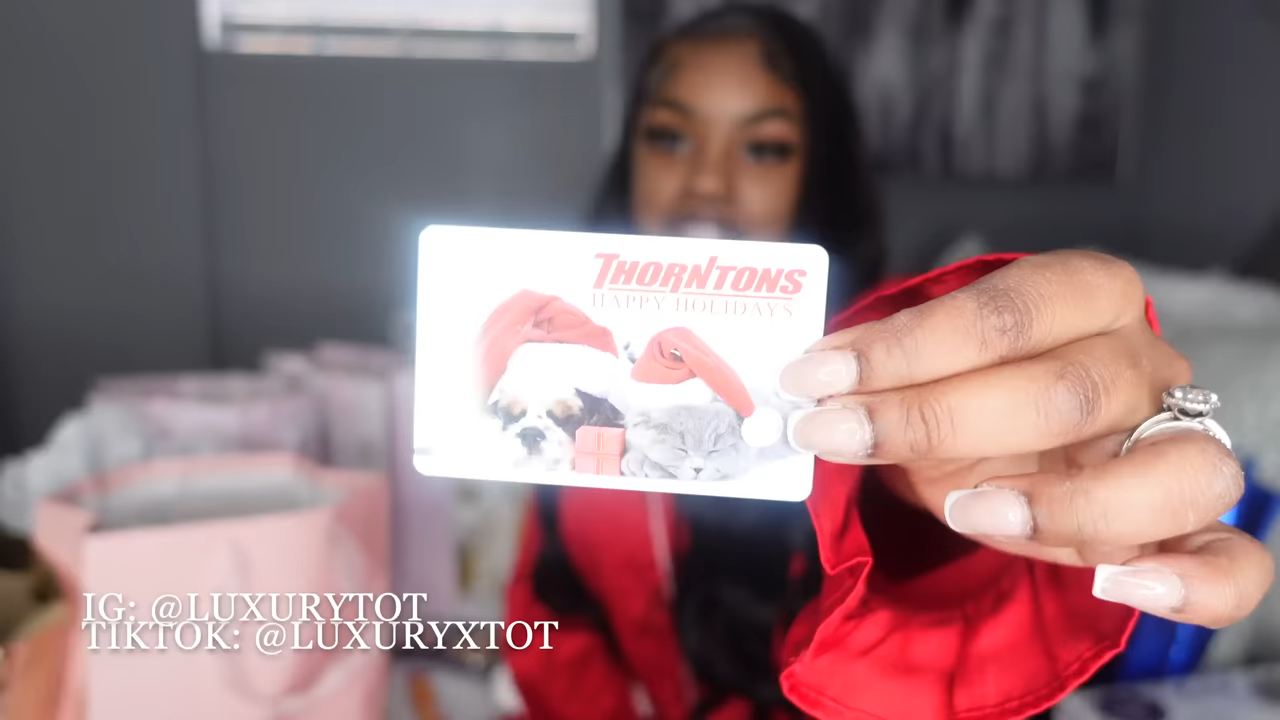 THORNTONS
HAPPY HOLIDAYS
IG: @LUXURYTOT
TIKTOK: @LUXURYXTOT